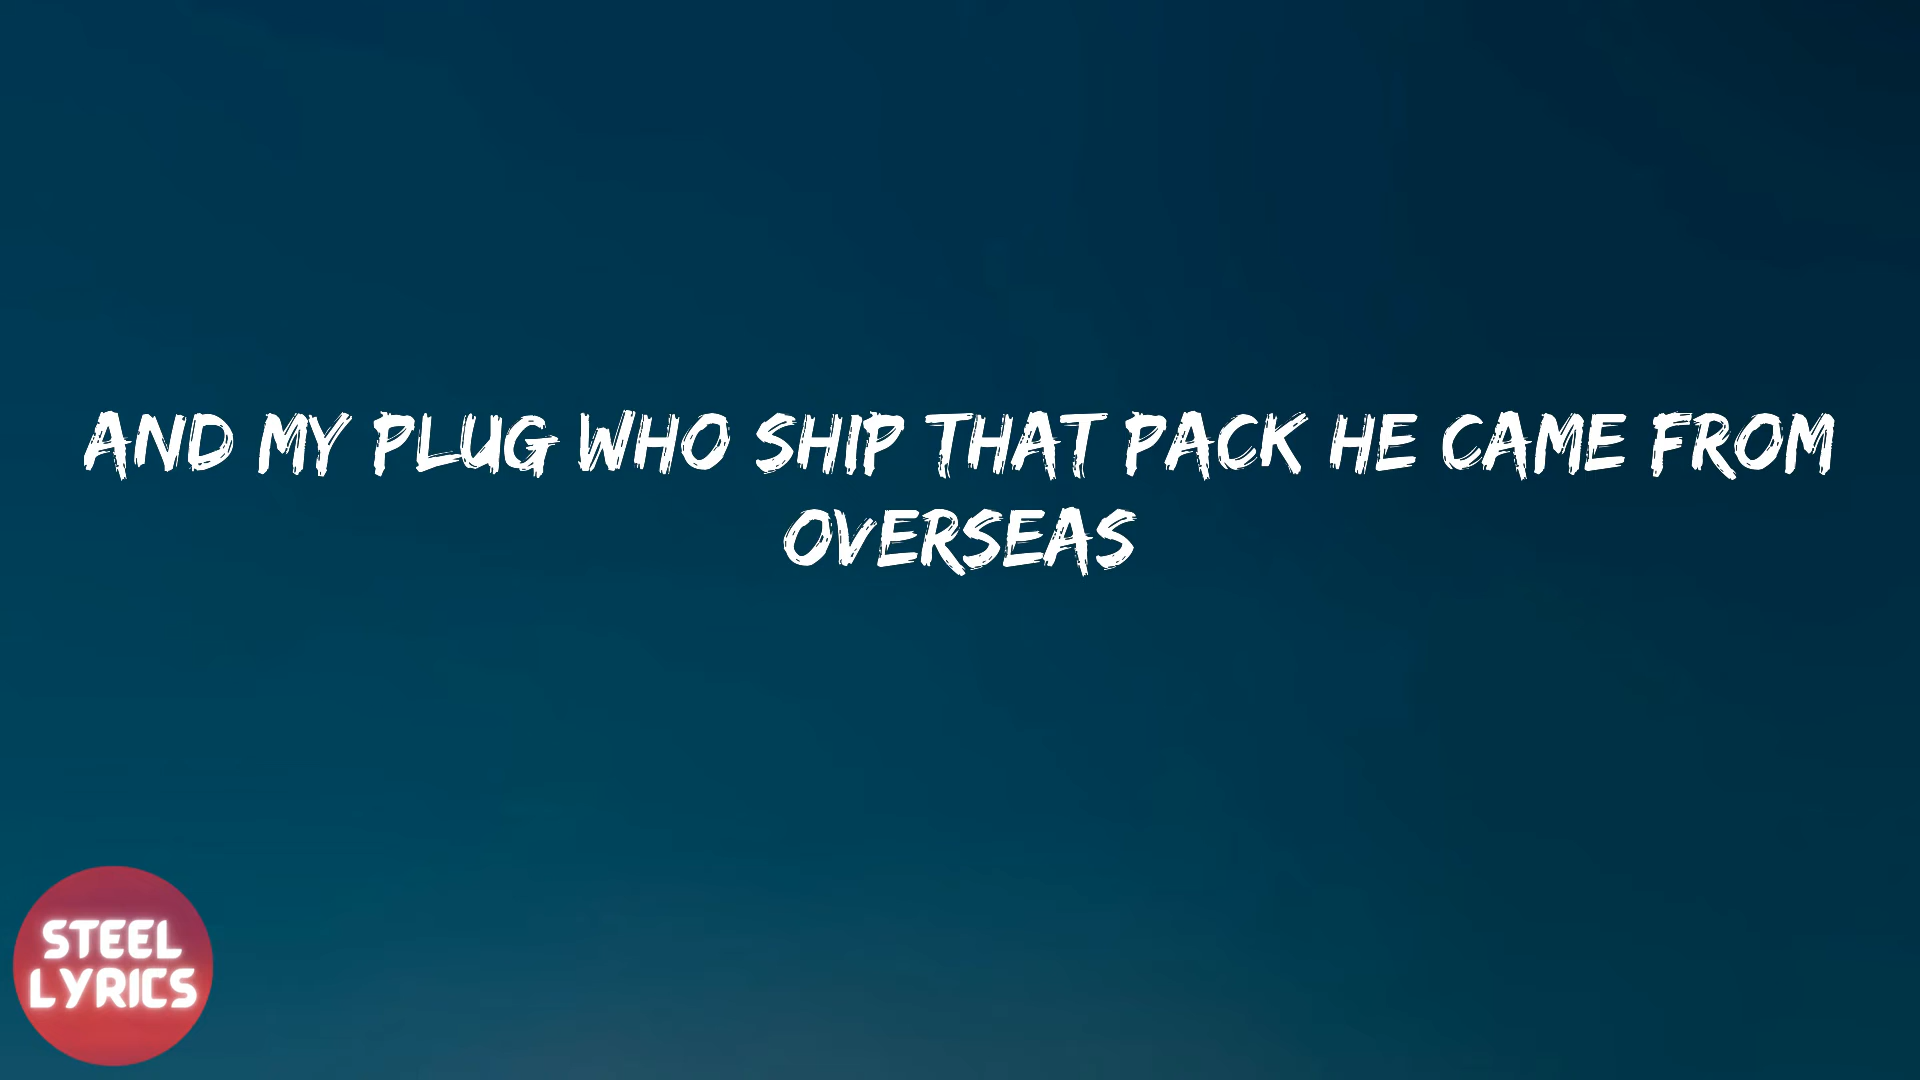 AND MY PLUG WHO SHIP THAT PACK HE CAME FROM
OVERSEAS
STEEL
LYRICS